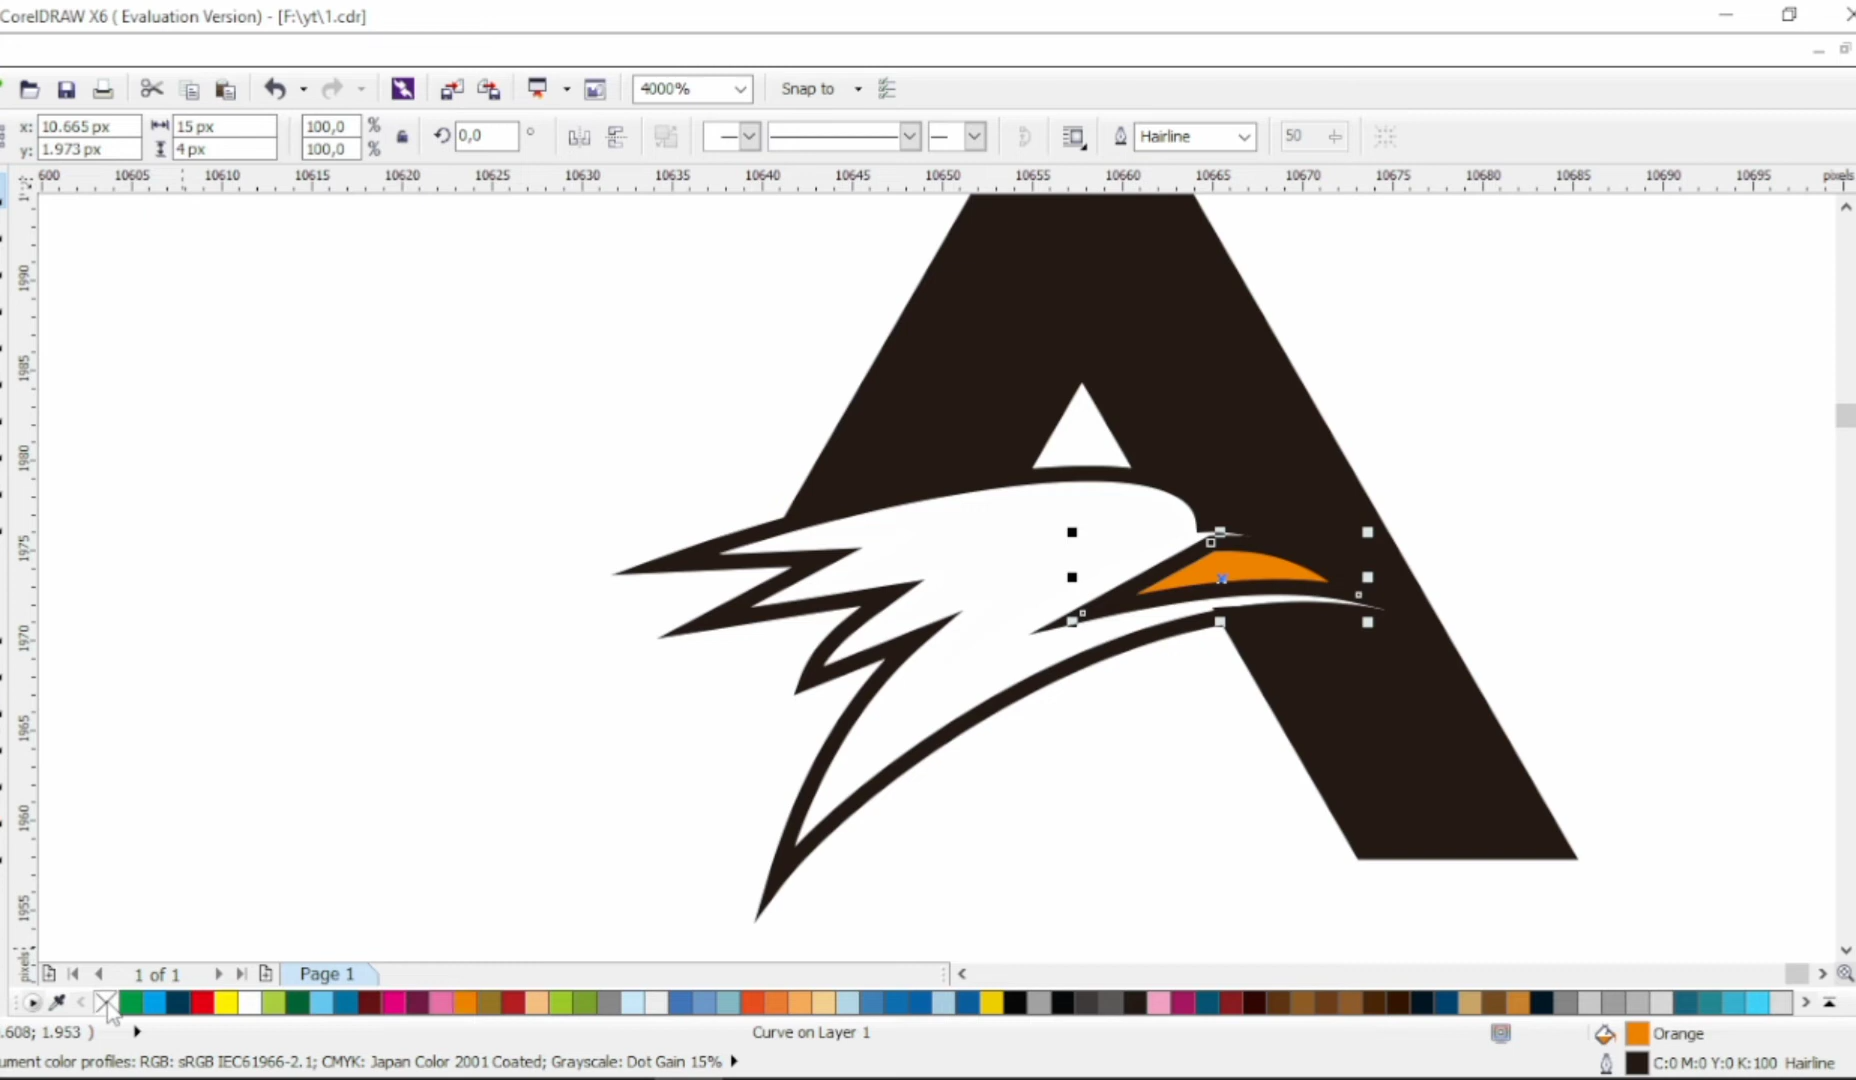 CorelDRAW X6 ( Evaluation Version) - [F:\yt\1.cdr]
4000% Snap to
x: 10.665 px 15 px 100,0 % 0,0 ° Hairline 50
y: 1.973 px 4 px 100,0 %
600 10605 10610 10615 10620 10625 10630 10635 10640 10645 10650 10655 10660 10665 10670 10675 10680 10685 10690 10695 pixels
1990
1985
1980
1975
1970
1965
1960
1955
pixels
1 of 1 Page 1
.608; 1.953 ) Curve on Layer 1 Orange
ument color profiles: RGB: sRGB IEC61966-2.1; CMYK: Japan Color 2001 Coated; Grayscale: Dot Gain 15% C:0 M:0 Y:0 K:100 Hairline